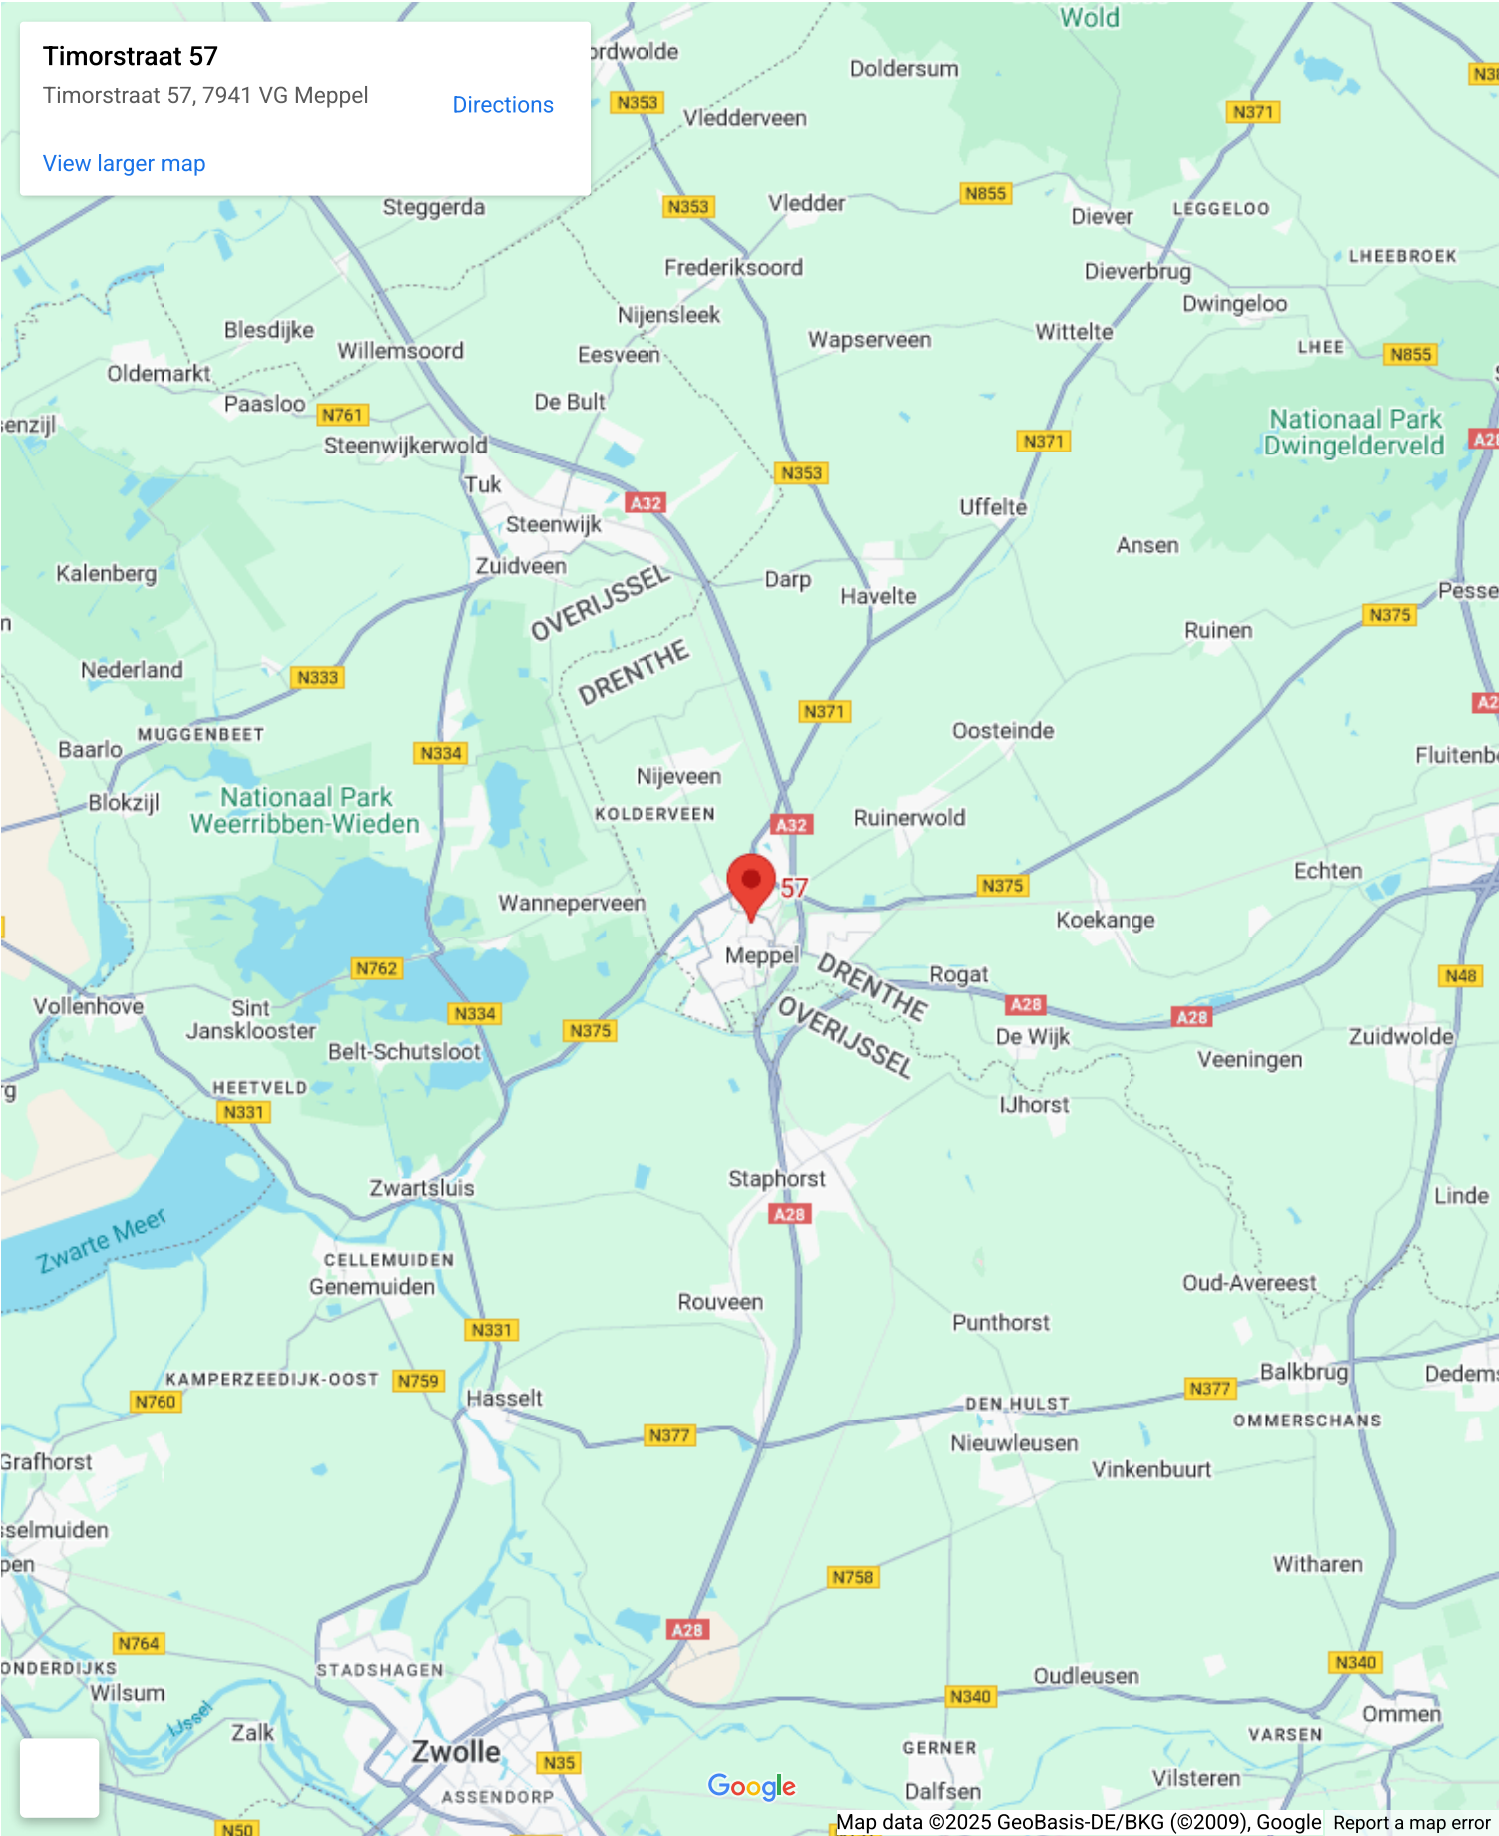 Timorstraat 57
Timorstraat 57, 7941 VG Meppel
Directions
View larger map
Wold
Doldersum
N353
N371
Vledderveen
Steggerda
N353
Vledder
N855
Diever
LEGGELOO
LHEEBROEK
Frederiksoord
Dieverbrug
Dwingeloo
Nijensleek
Blesdijke
Willemsoord
Eesveen
Wapserveen
Wittelte
LHEE
N855
Oldemarkt
Paasloo
N761
De Bult
Nationaal Park
Dwingelderveld
Steenwijkerwold
N371
N353
Tuk
A32
Uffelte
Steenwijk
Ansen
Zuidveen
Kalenberg
Darp
Havelte
Pesse
OVERIJSSEL
DRENTHE
N375
Ruinen
Nederland
N333
N371
MUGGENBEET
Baarlo
N334
Oosteinde
Nijeveen
Blokzijl
Nationaal Park
Weerribben-Wieden
KOLDERVEEN
A32
Ruinerwold
57
N375
Echten
Wanneperveen
Koekange
Meppel
N762
DRENTHE
OVERIJSSEL
Rogat
N48
Vollenhove
Sint
Jansklooster
N334
N375
A28
A28
De Wijk
Zuidwolde
Belt-Schutsloot
Veeningen
HEETVELD
N331
IJhorst
Zwartsluis
Staphorst
Linde
A28
Zwarte Meer
CELLEMUIDEN
Genemuiden
Oud-Avereest
Rouveen
Punthorst
N331
KAMPERZEEDIJK-OOST
N759
N760
Hasselt
Balkbrug
N377
DEN HULST
OMMERSCHANS
N377
Nieuwleusen
Grafhorst
Vinkenbuurt
Witharen
N758
A28
N764
STADSHAGEN
N340
Wilsum
Oudleusen
N340
IJssel
Zalk
Ommen
VARSEN
Zwolle
N35
GERNER
Dalfsen
Vilsteren
ASSENDORP
Google
N50
Map data ©2025 GeoBasis-DE/BKG (©2009), Google
Report a map error